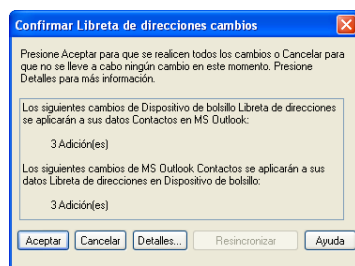 Confirmar Libreta de direcciones cambios
Presione Aceptar para que se realicen todos los cambios o Cancelar para
que no se lleve a cabo ningún cambio en este momento. Presione
Detalles para más información.
Los siguientes cambios de Dispositivo de bolsillo Libreta de direcciones
se aplicarán a sus datos Contactos en MS Outlook:
3 Adición(es)
Los siguientes cambios de MS Outlook Contactos se aplicarán a sus
datos Libreta de direcciones en Dispositivo de bolsillo:
3 Adición(es)
Aceptar Cancelar Detalles... Resincronizar Ayuda